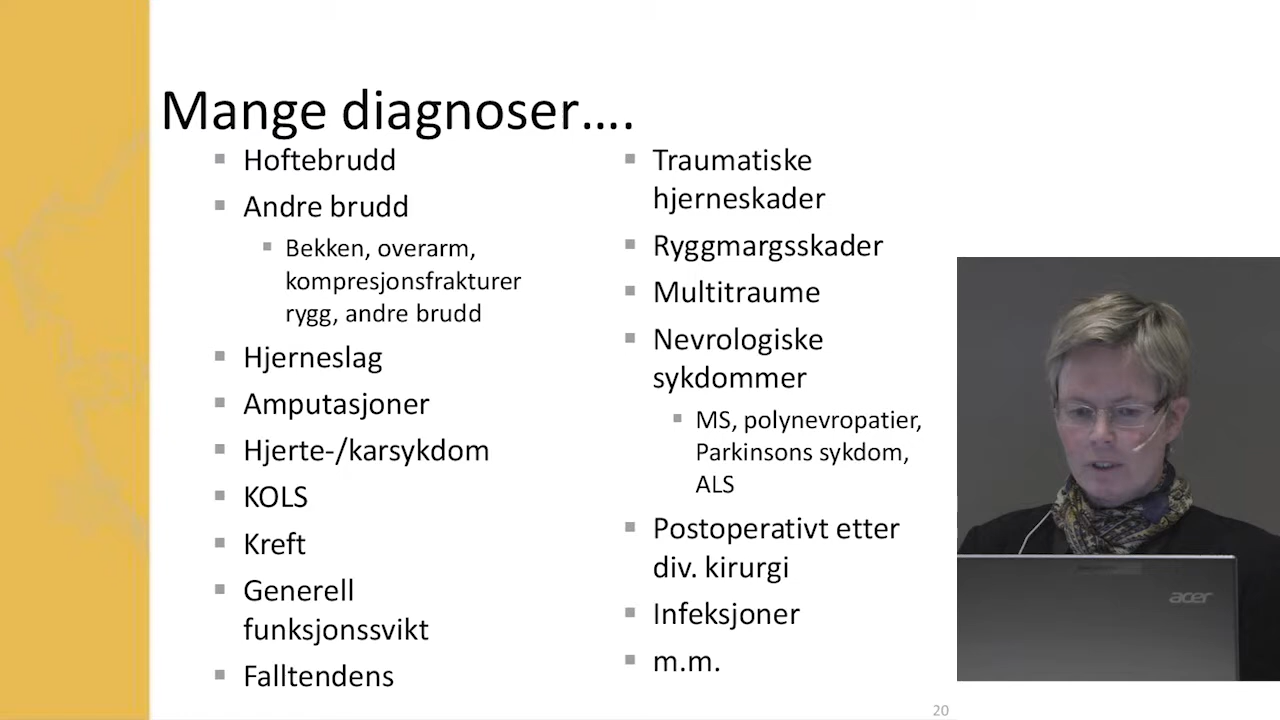 Mange diagnoser….
Hoftebrudd
Andre brudd
Bekken, overarm,
kompresjonsfrakturer
rygg, andre brudd
Hjerneslag
Amputasjoner
Hjerte-/karsykdom
KOLS
Kreft
Generell
funksjonssvikt
Falltendens
Traumatiske
hjerneskader
Ryggmargsskader
Multitraume
Nevrologiske
sykdommer
MS, polynevropatier,
Parkinsons sykdom,
ALS
Postoperativt etter
div. kirurgi
Infeksjoner
m.m.
20
acer